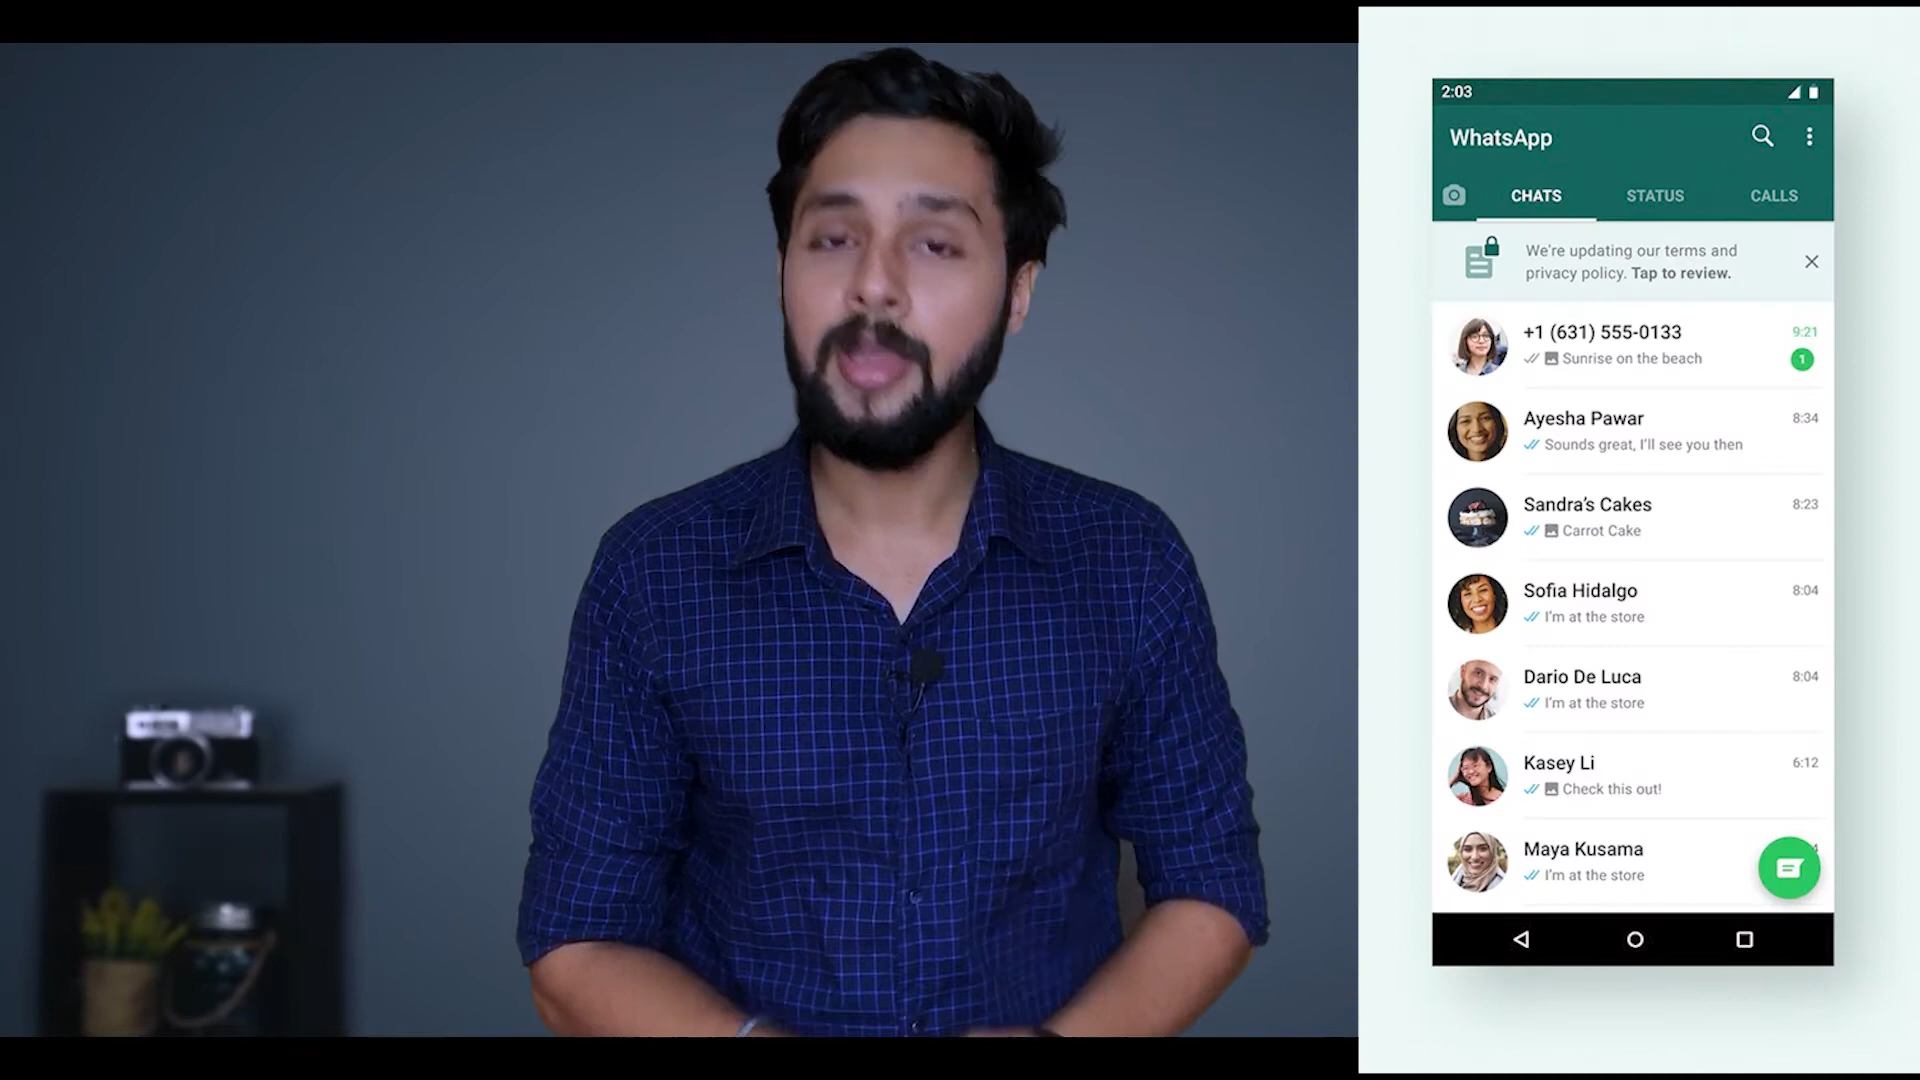 2:03
WhatsApp
CHATS STATUS CALLS
We're updating our terms and
privacy policy. Tap to review.
+1 (631) 555-0133 9:21
Sunrise on the beach 1
Ayesha Pawar 8:34
Sounds great, I'll see you then
Sandra's Cakes 8:23
Carrot Cake
Sofia Hidalgo 8:04
I'm at the store
Dario De Luca 8:04
I'm at the store
Kasey Li 6:12
Check this out!
Maya Kusama
I'm at the store